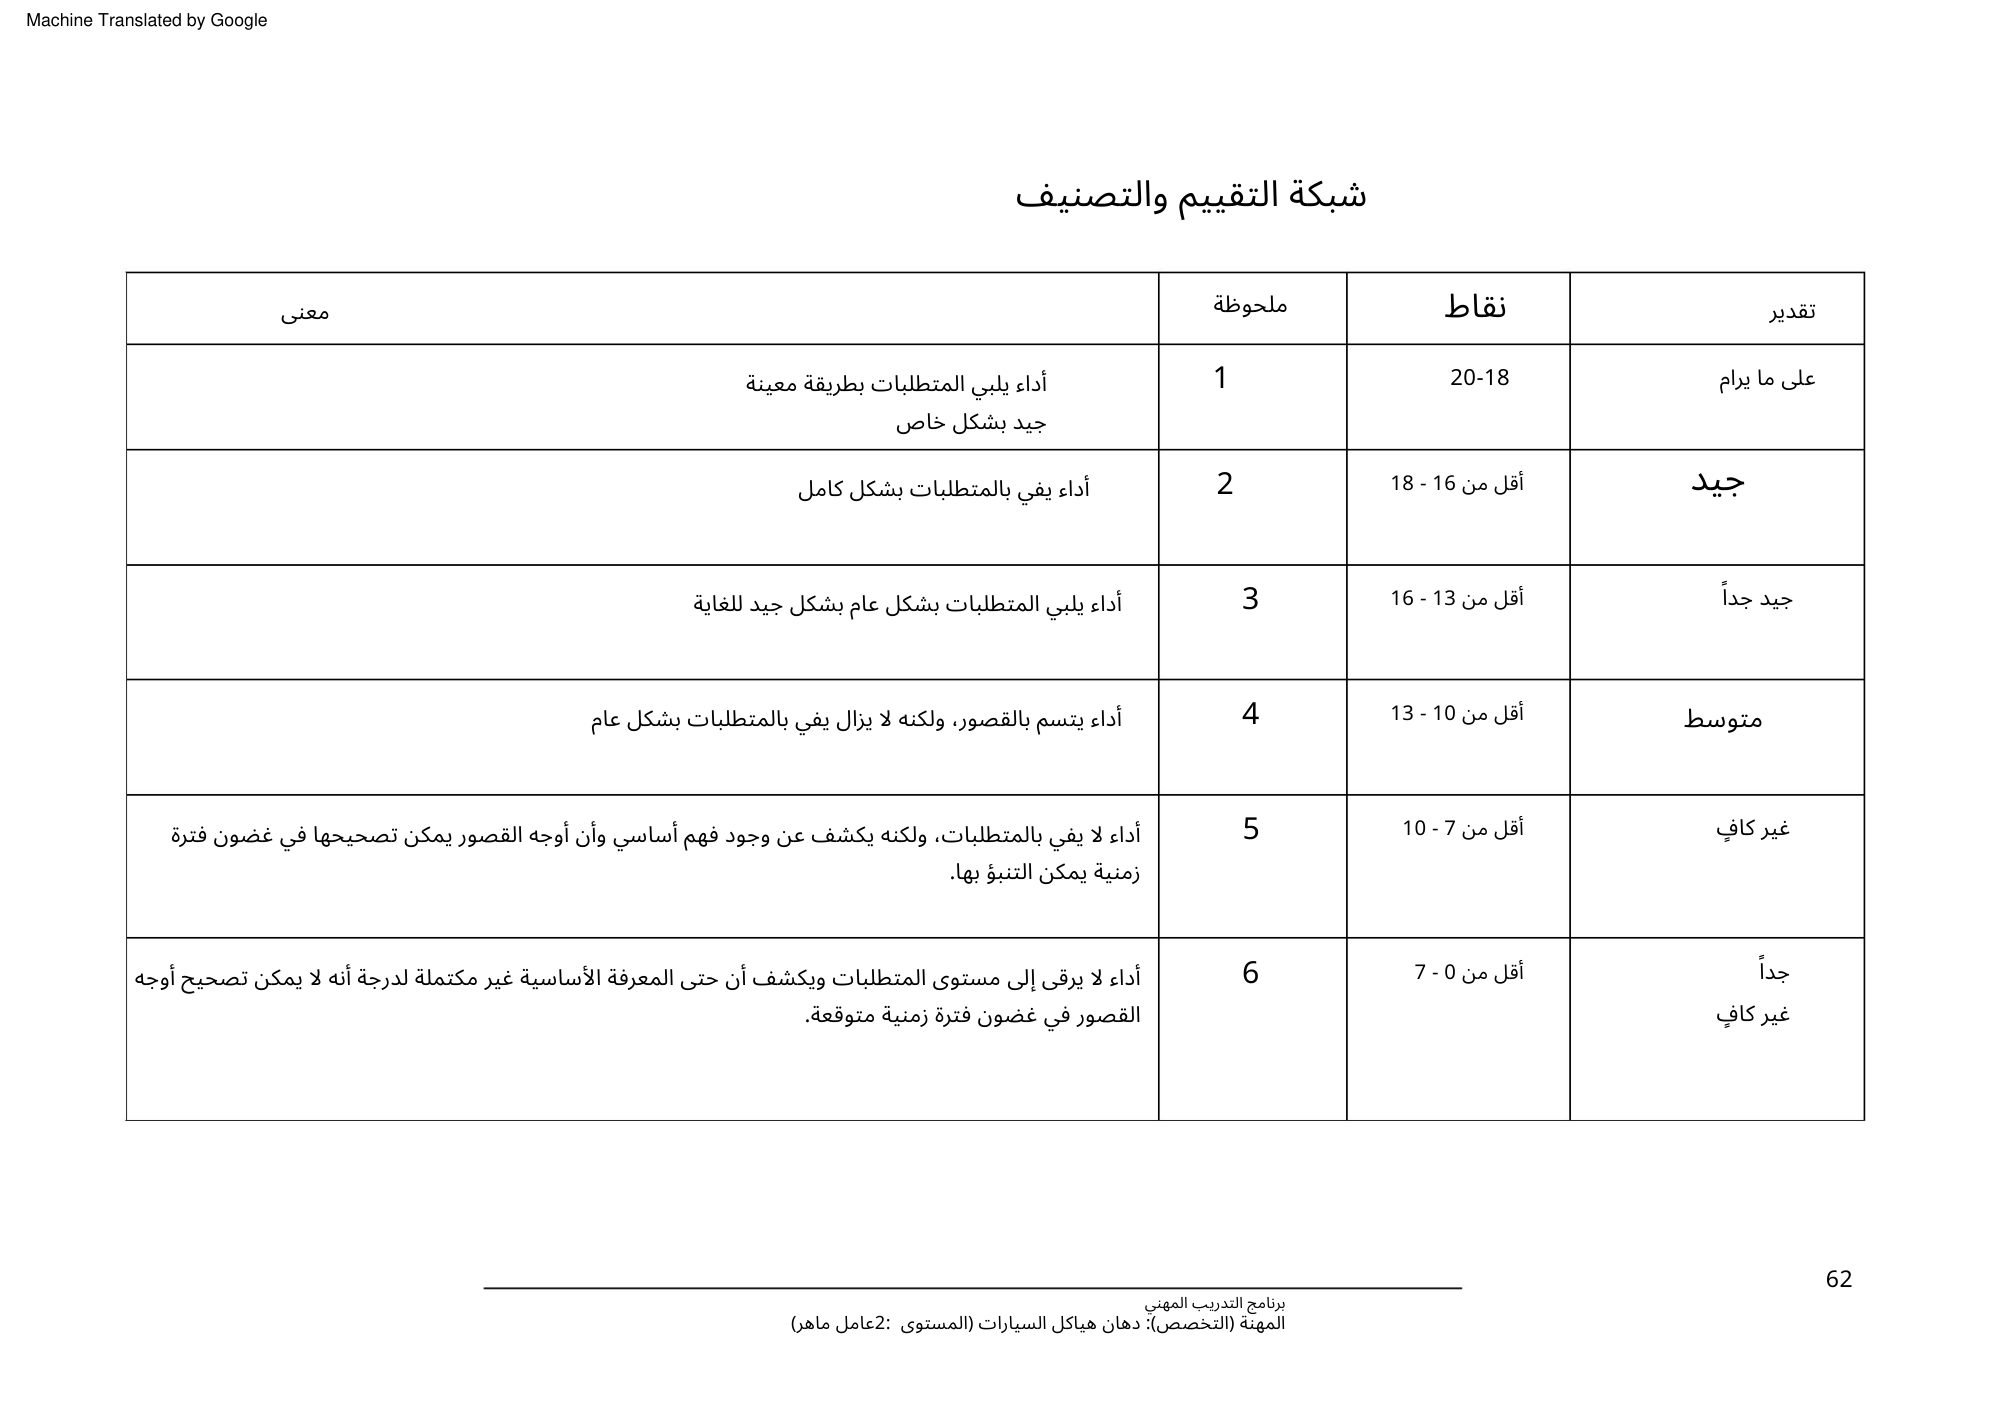 Machine Translated by Google
شبكة التقييم والتصنيف
تقدير
نقاط
ملحوظة
معنى
على ما يرام
20-18
1
أداء يلبي المتطلبات بطريقة معينة
جيد بشكل خاص
جيد
أقل من 16 - 18
2
أداء يفي بالمتطلبات بشكل كامل
جيد جداً
أقل من 13 - 16
3
أداء يلبي المتطلبات بشكل عام بشكل جيد للغاية
متوسط
أقل من 10 - 13
4
أداء يتسم بالقصور، ولكنه لا يزال يفي بالمتطلبات بشكل عام
غير كافٍ
أقل من 7 - 10
5
أداء لا يفي بالمتطلبات، ولكنه يكشف عن وجود فهم أساسي وأن أوجه القصور يمكن تصحيحها في غضون فترة
زمنية يمكن التنبؤ بها.
جداً
غير كافٍ
أقل من 0 - 7
6
أداء لا يرقى إلى مستوى المتطلبات ويكشف أن حتى المعرفة الأساسية غير مكتملة لدرجة أنه لا يمكن تصحيح أوجه
القصور في غضون فترة زمنية متوقعة.
62
برنامج التدريب المهني
المهنة (التخصص): دهان هياكل السيارات (المستوى :2عامل ماهر)